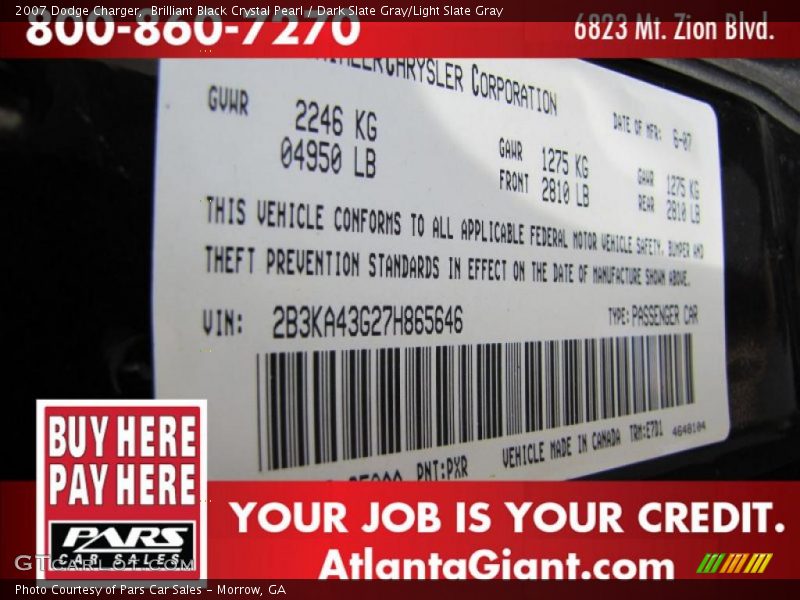 2007 Dodge Charger, Brilliant Black Crystal Pearl / Dark Slate Gray/Light Slate Gray
800-860-7270 6823 Mt. Zion Blvd.
CHRYSLER CORPORATION
GVWR 2246 KG DATE OF MFR: 6-07
04950 LB
GAWR 1275 KG GAWR 1275 KG
FRONT 2810 LB REAR 2810 LB
THIS VEHICLE CONFORMS TO ALL APPLICABLE FEDERAL MOTOR VEHICLE SAFETY, BUMPER AND
THEFT PREVENTION STANDARDS IN EFFECT ON THE DATE OF MANUFACTURE SHOWN ABOVE.
VIN: 2B3KA43G27H865646 TYPE: PASSENGER CAR
PNT:PXR VEHICLE MADE IN CANADA TRM:E7D1 4648104
BUY HERE
PAY HERE
PARS
CAR SALES
YOUR JOB IS YOUR CREDIT.
AtlantaGiant.com
GTCarLot.com
Photo Courtesy of Pars Car Sales - Morrow, GA